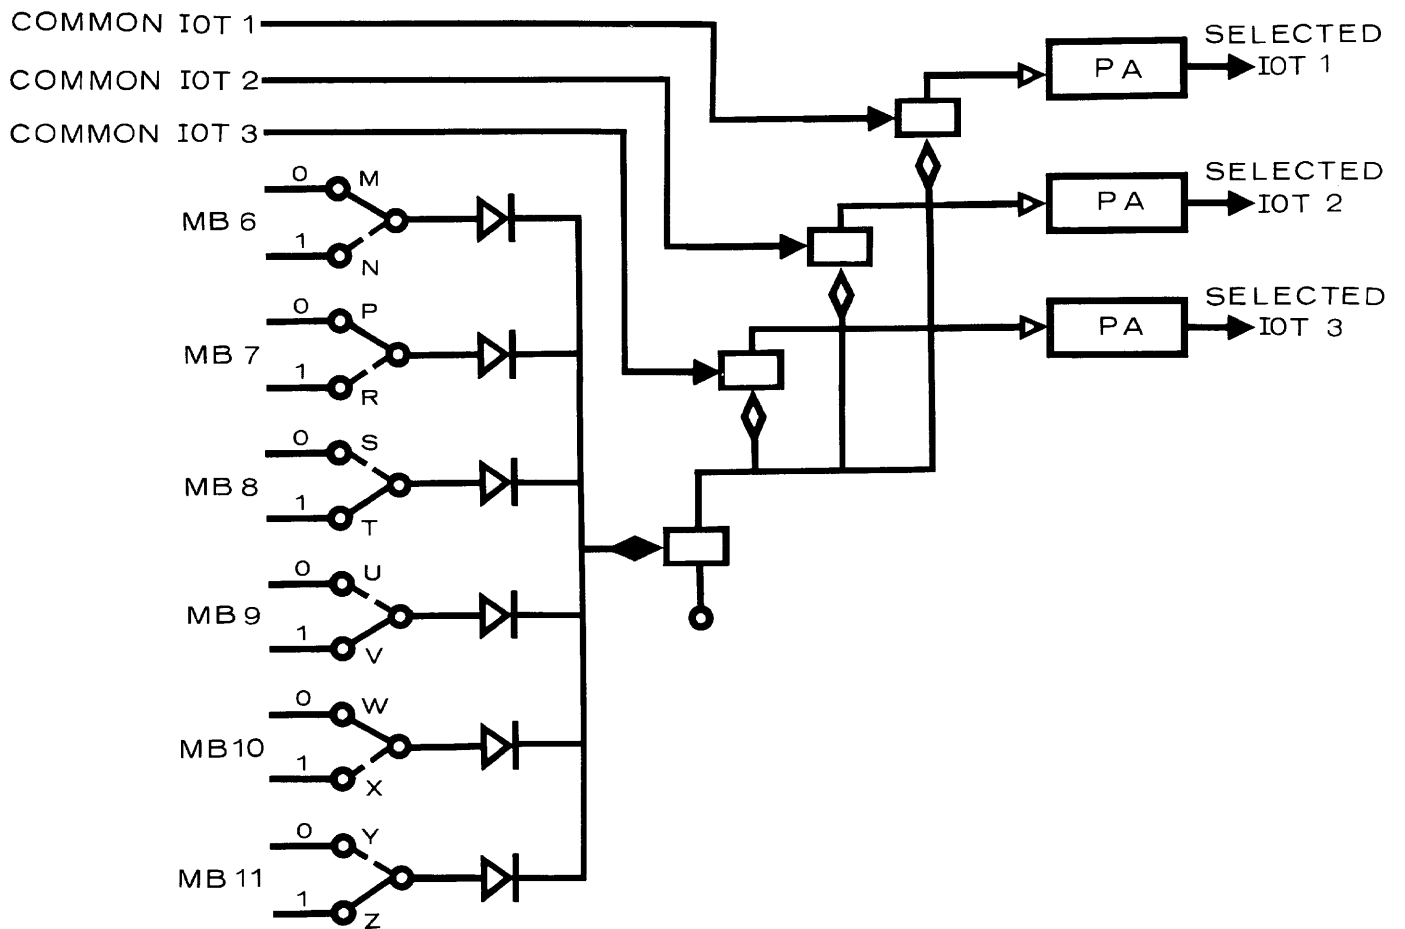 COMMON IOT 1
COMMON IOT 2
COMMON IOT 3
SELECTED
IOT 1
PA
SELECTED
IOT 2
PA
SELECTED
IOT 3
PA
0 M
MB 6
1 N
0 P
MB 7
1 R
0 S
MB 8
1 T
0 U
MB 9
1 V
0 W
MB 10
1 X
0 Y
MB 11
1 Z